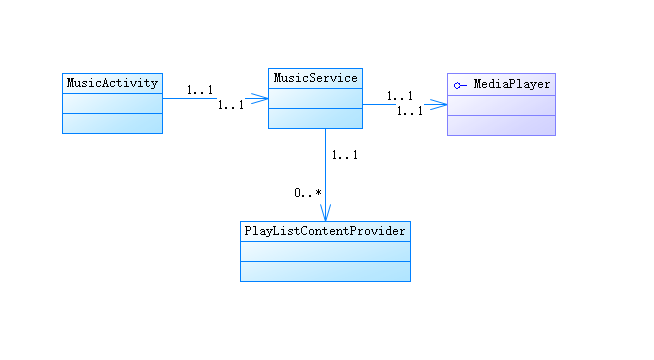 MusicActivity
MusicService
MediaPlayer
1..1
1..1
1..1
1..1
1..1
0..*
PlayListContentProvider